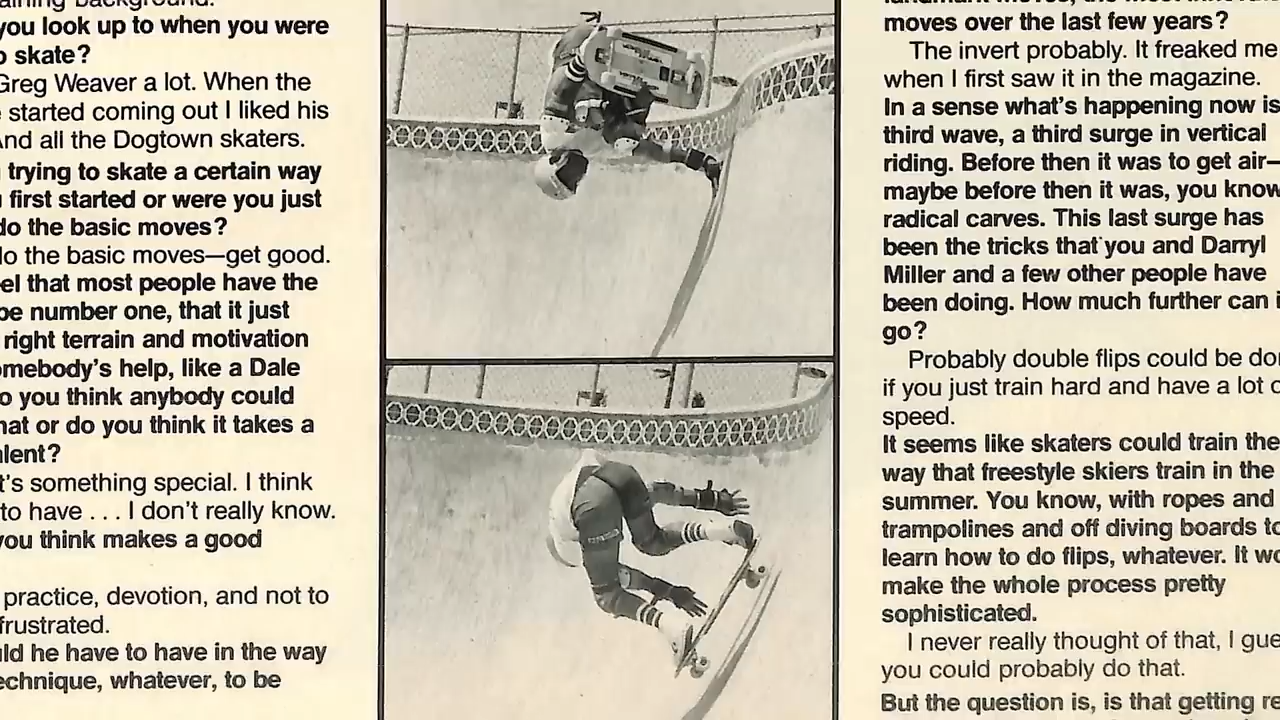 you look up to when you were
skate?
Greg Weaver a lot. When the
started coming out I liked his
And all the Dogtown skaters.
trying to skate a certain way
first started or were you just
do the basic moves?
do the basic moves—get good.
that most people have the
be number one, that it just
right terrain and motivation
somebody's help, like a Dale
you think anybody could
that or do you think it takes a
talent?
It's something special. I think
to have . . . I don't really know.
you think makes a good
practice, devotion, and not to
frustrated.
he have to have in the way
technique, whatever, to be
moves over the last few years?
The invert probably. It freaked me
when I first saw it in the magazine.
In a sense what's happening now is
third wave, a third surge in vertical
riding. Before then it was to get air—
maybe before then it was, you know
radical carves. This last surge has
been the tricks that you and Darryl
Miller and a few other people have
been doing. How much further can
go?
Probably double flips could be
if you just train hard and have a lot
speed.
It seems like skaters could train the
way that freestyle skiers train in the
summer. You know, with ropes and
trampolines and off diving boards to
learn how to do flips, whatever. It
make the whole process pretty
sophisticated.
I never really thought of that, I
you could probably do that.
But the question is, is that getting